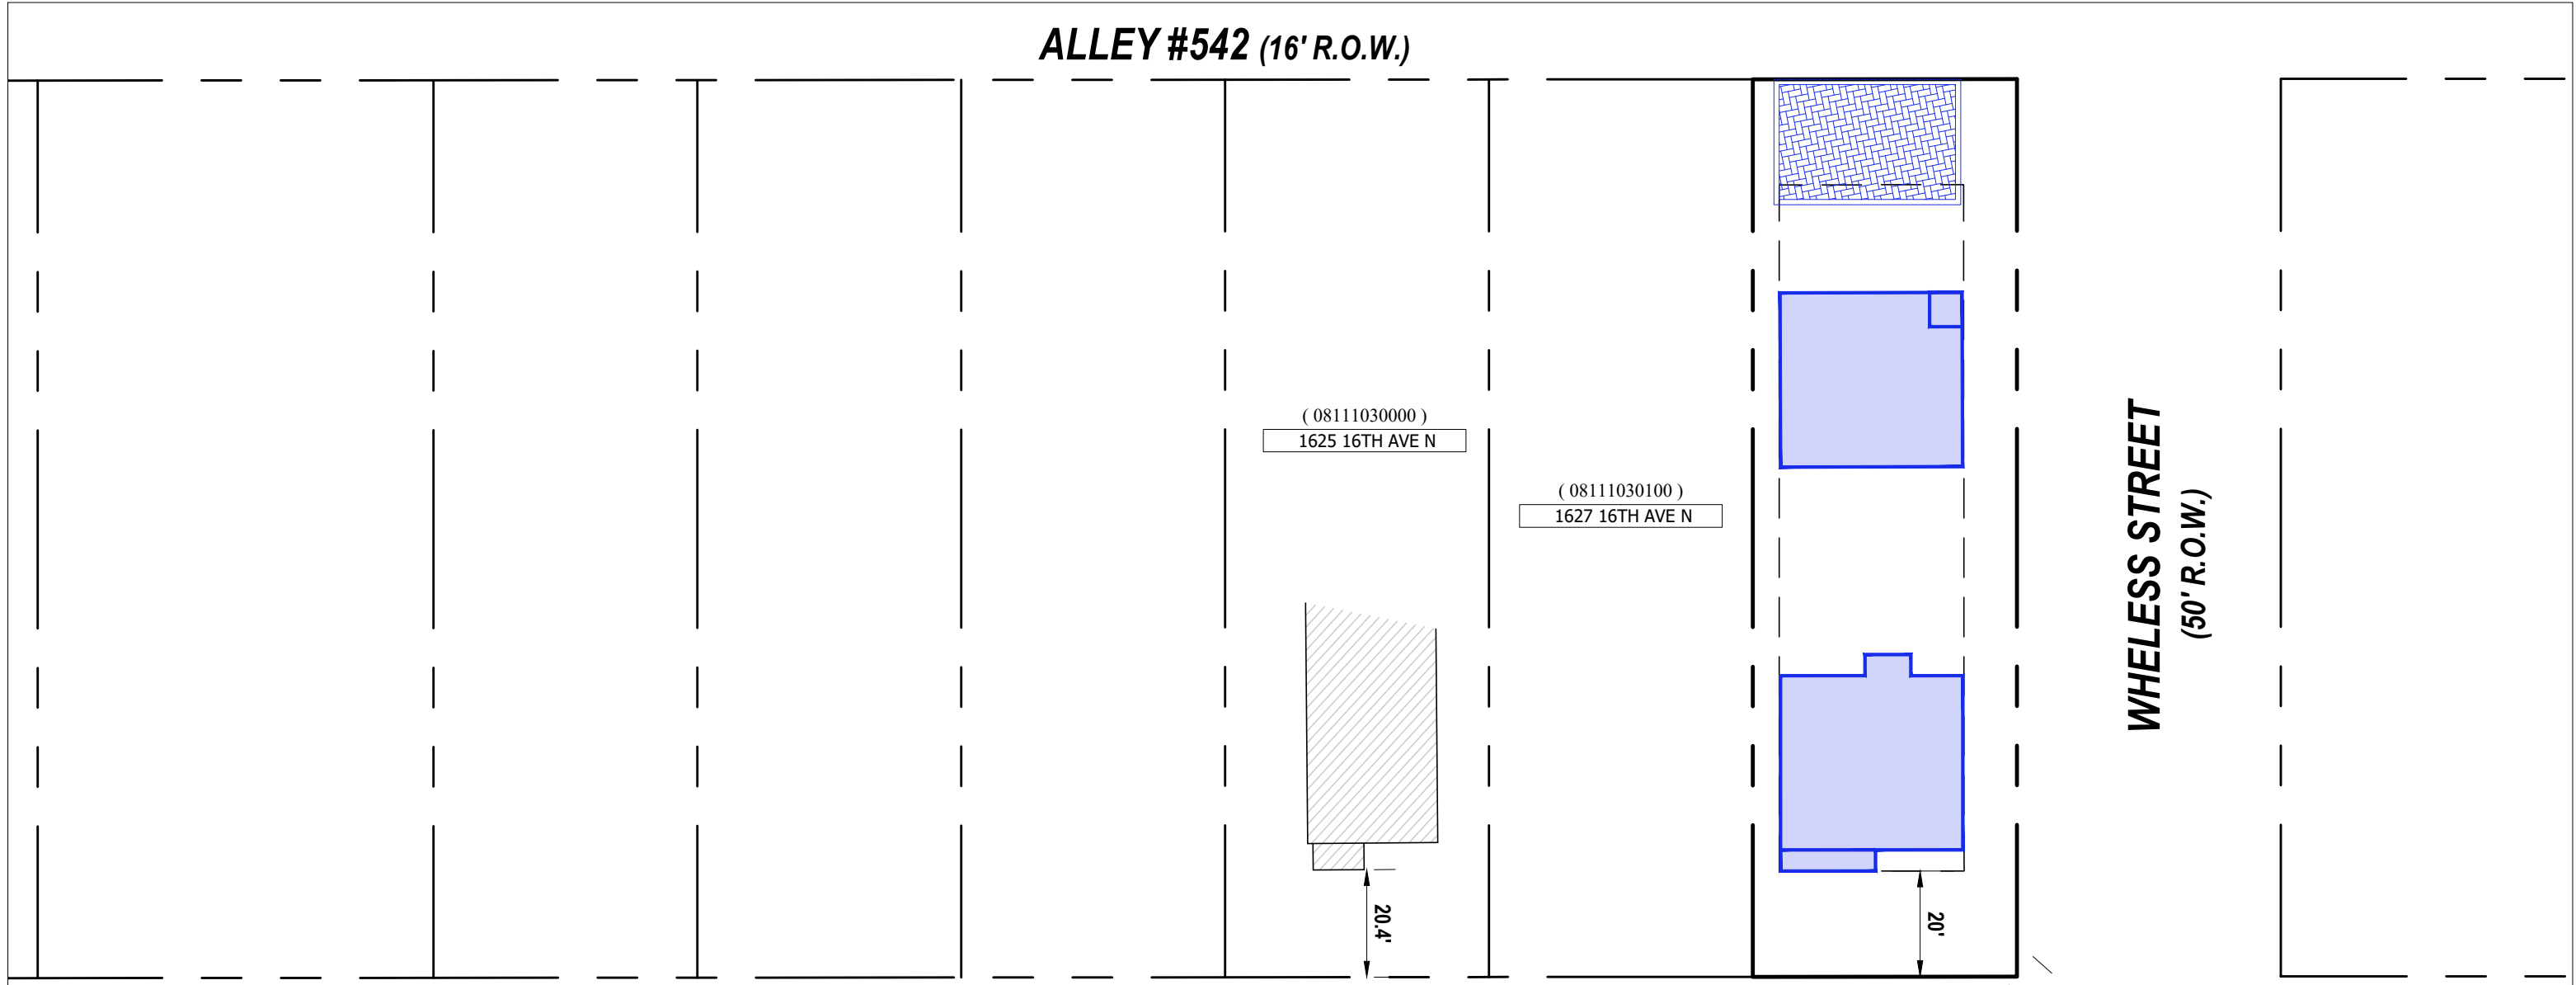 ALLEY #542 (16' R.O.W.)
( 08111030000 )
1625 16TH AVE N
( 08111030100 )
1627 16TH AVE N
WHELESS STREET
(50' R.O.W.)
20.4'
20'